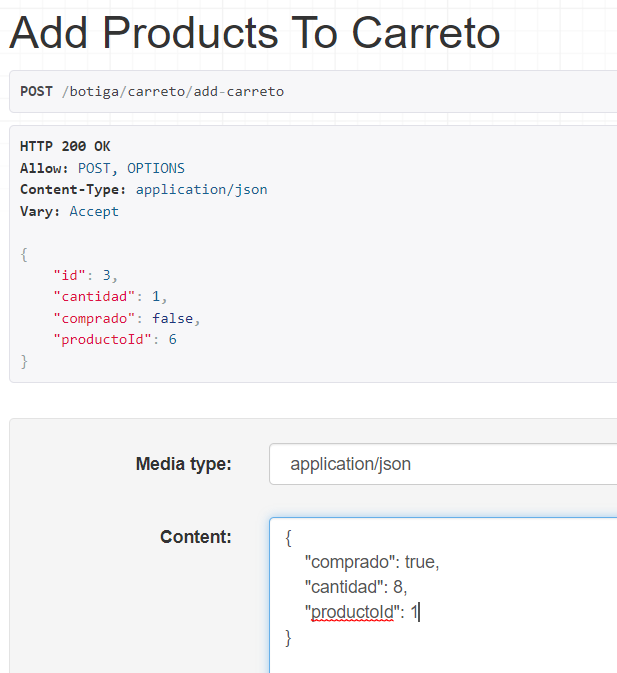 Add Products To Carreto
POST /botiga/carreto/add-carreto
HTTP 200 OK
Allow: POST, OPTIONS
Content-Type: application/json
Vary: Accept
{
"id": 3,
"cantidad": 1,
"comprado": false,
"productoId": 6
}
Media type:
application/json
Content:
{
"comprado": true,
"cantidad": 8,
"productoId": 1
}